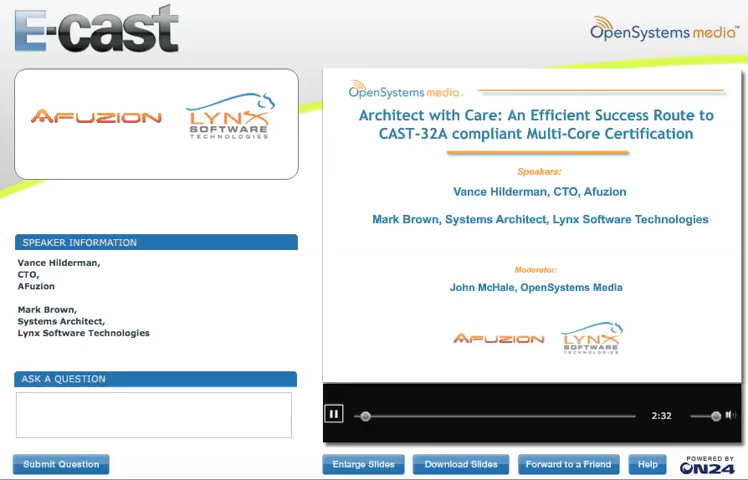 E-cast
OpenSystems media™
AFUZION
LYNX
SOFTWARE
TECHNOLOGIES
SPEAKER INFORMATION
Vance Hilderman,
CTO,
AFuzion
Mark Brown,
Systems Architect,
Lynx Software Technologies
ASK A QUESTION
Submit Question
OpenSystems media.
Architect with Care: An Efficient Success Route to
CAST-32A compliant Multi-Core Certification
Speakers:
Vance Hilderman, CTO, Afuzion
Mark Brown, Systems Architect, Lynx Software Technologies
Moderator:
John McHale, OpenSystems Media
AFUZION
LYNX
SOFTWARE
TECHNOLOGIES
2:32
Enlarge Slides
Download Slides
Forward to a Friend
Help
POWERED BY
ON24